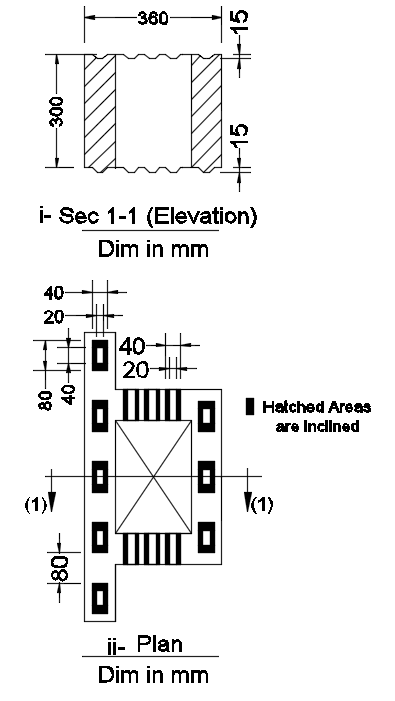 360
15
300
15
i- Sec 1-1 (Elevation)
Dim in mm
40
20
40
20
80
40
Hatched Areas
are Inclined
(1)
(1)
80
ii- Plan
Dim in mm